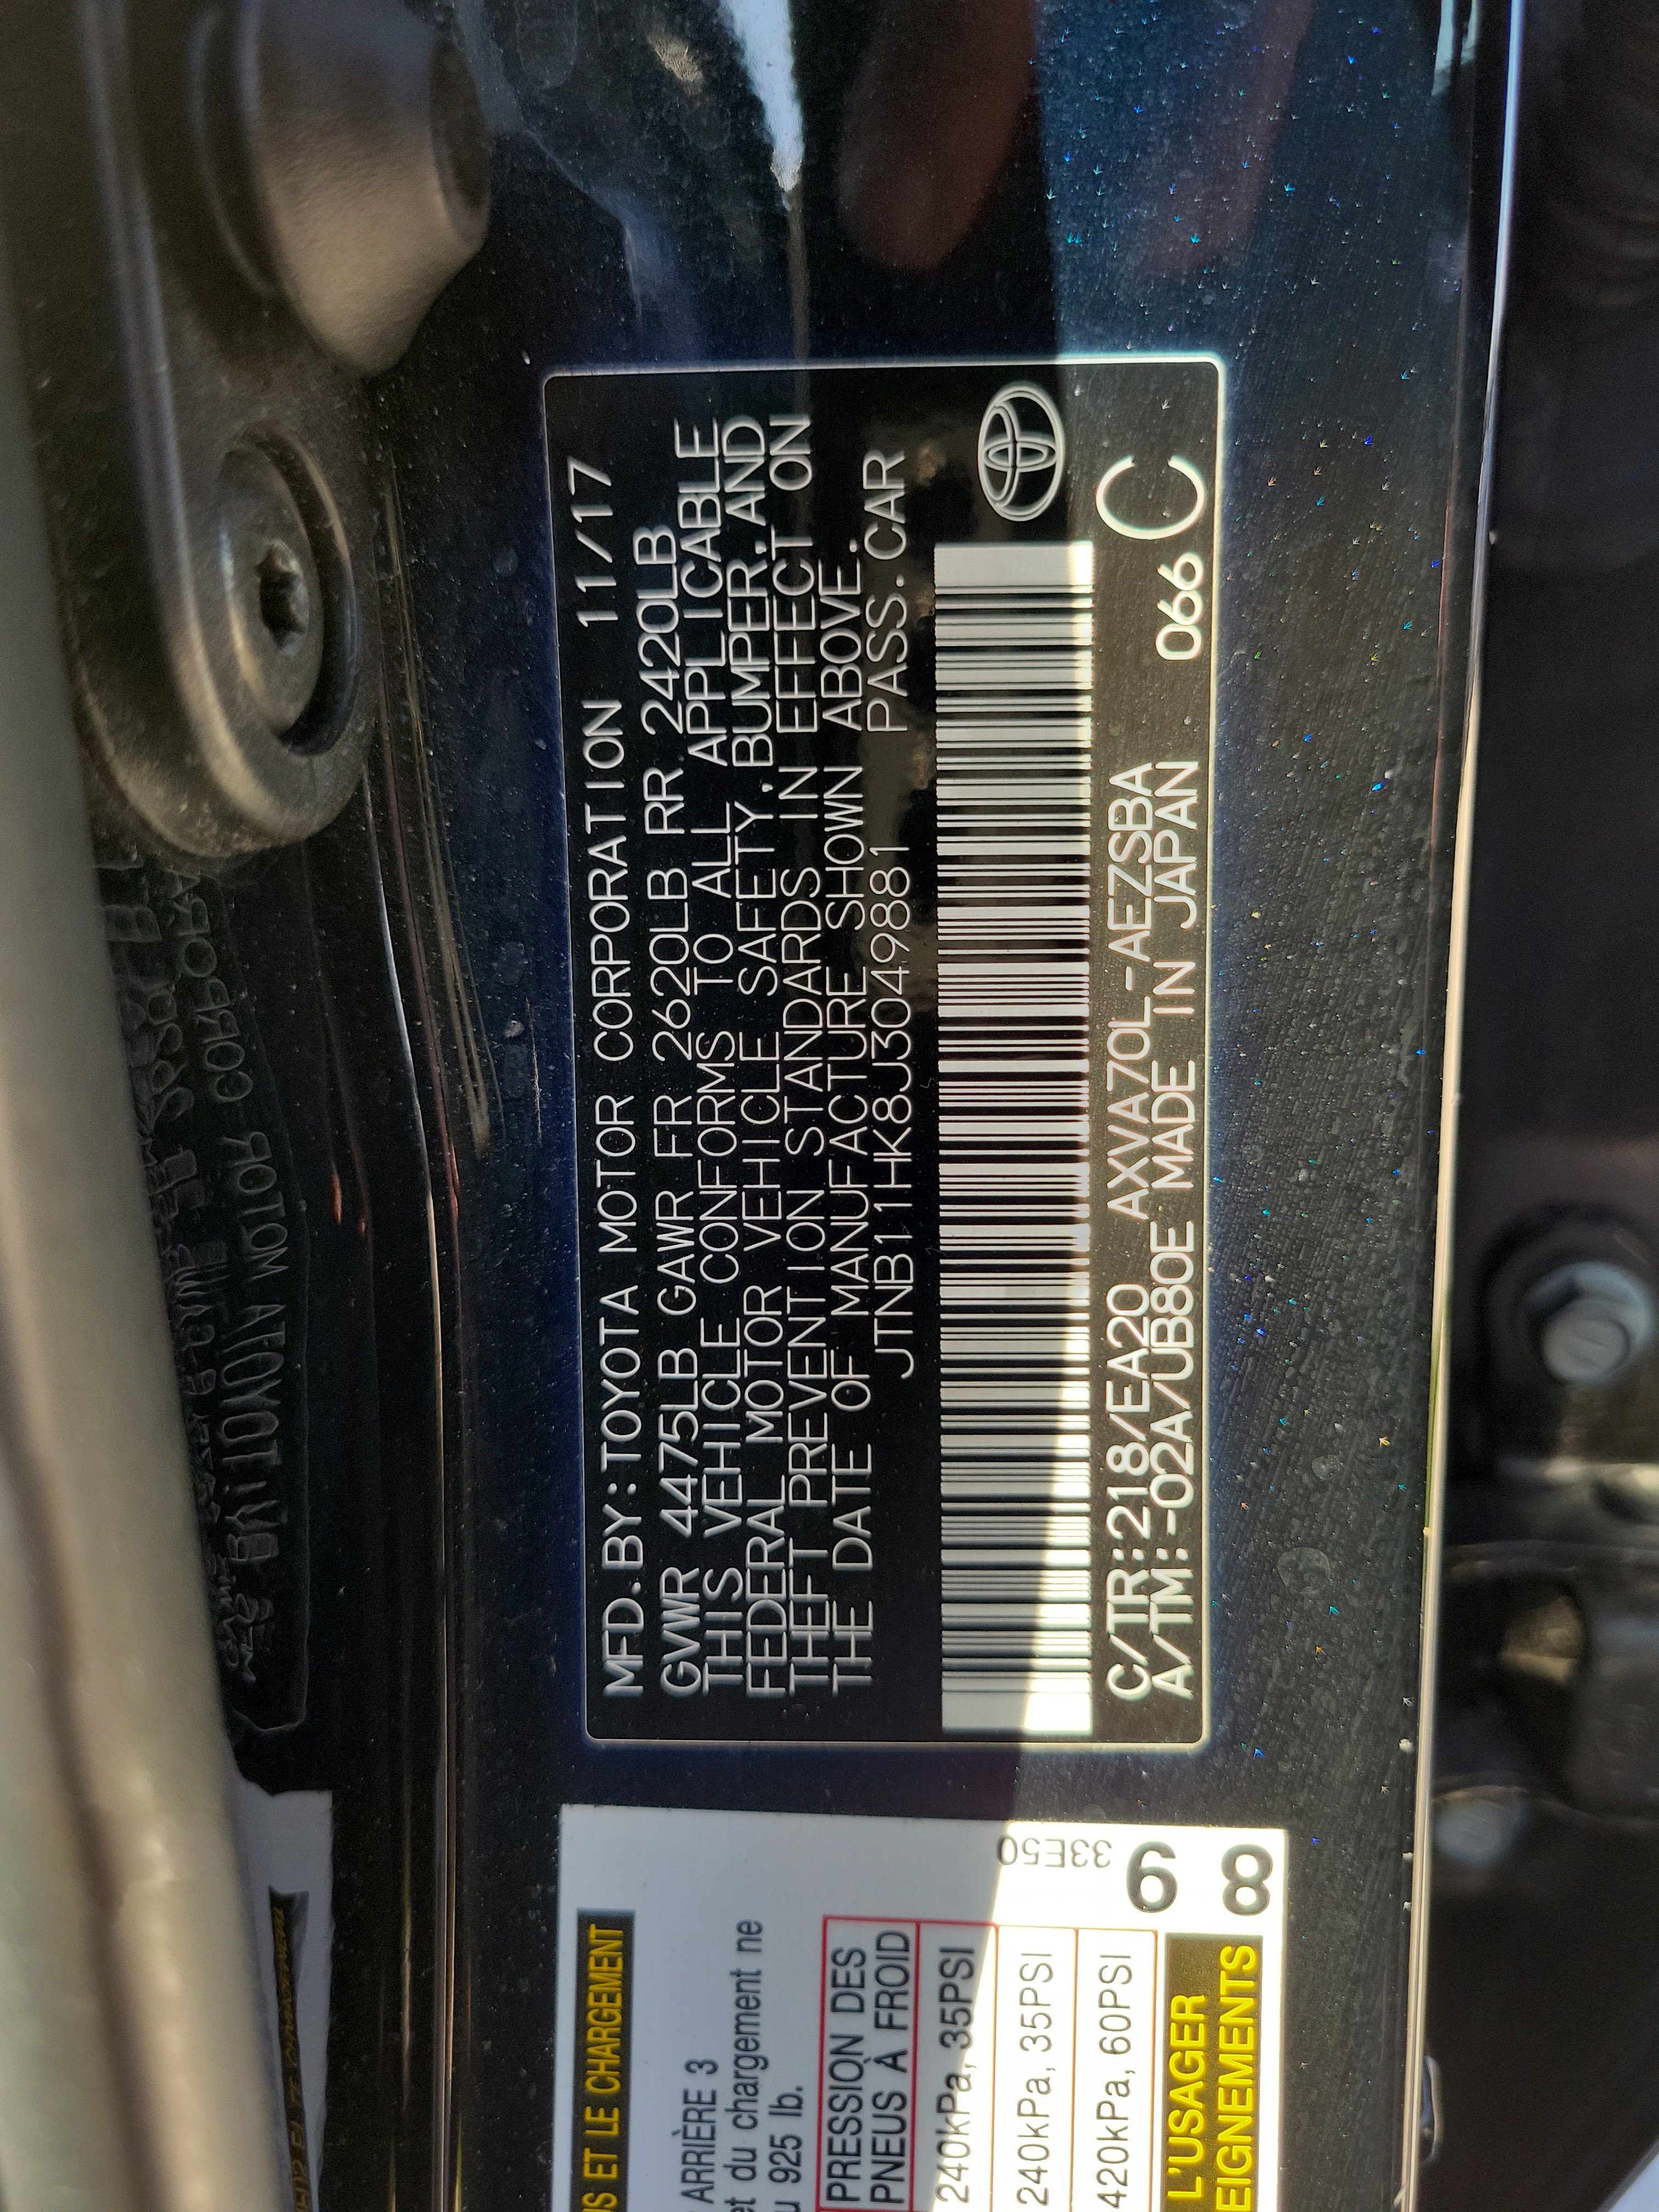 MFD.BY:TOYOTA MOTOR CORPORATION 11/17
GVWR 4475LB GAWR FR 2620LB RR 2420LB
THIS VEHICLE CONFORMS TO ALL APPLICABLE
FEDERAL MOTOR VEHICLE SAFETY,BUMPER,AND
THEFT PREVENTION STANDARDS IN EFFECT ON
THE DATE OF MANUFACTURE SHOWN ABOVE.
JTNB11HK8J3049881 PASS.CAR
C/TR:218/EA20 AXVA70L-AEZSBA
A/TM:-02A/UB80E MADE IN JAPAN 066 C
ET LE CHARGEMENT
ARRIÈRE 3
et du chargement ne
925 lb.
PRESSION DES
PNEUS À FROID
240kPa, 35PSI
240kPa, 35PSI
420kPa, 60PSI
L'USAGER
33E50
6
8